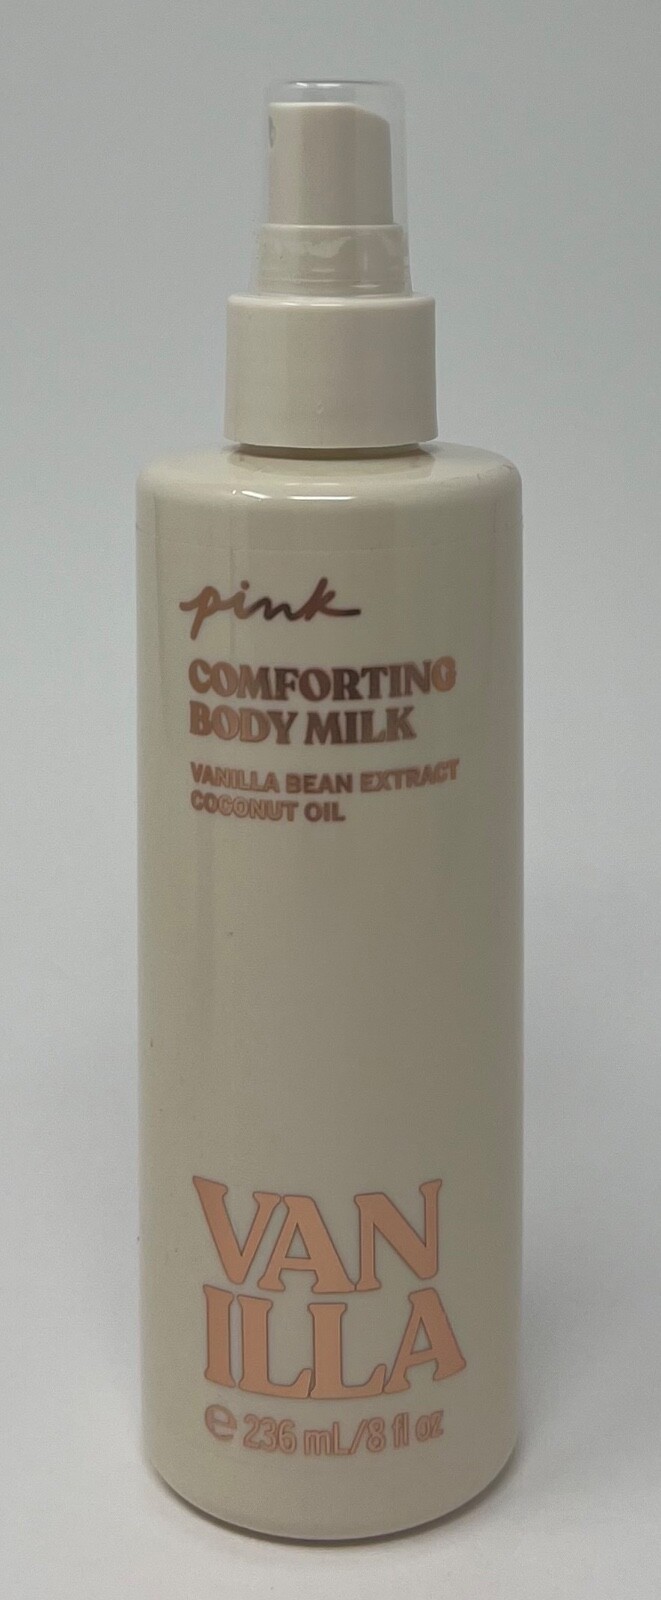 pink
COMFORTING
BODY MILK
VANILLA BEAN EXTRACT
COCONUT OIL
VAN
ILLA
℮ 236 mL/8 fl oz